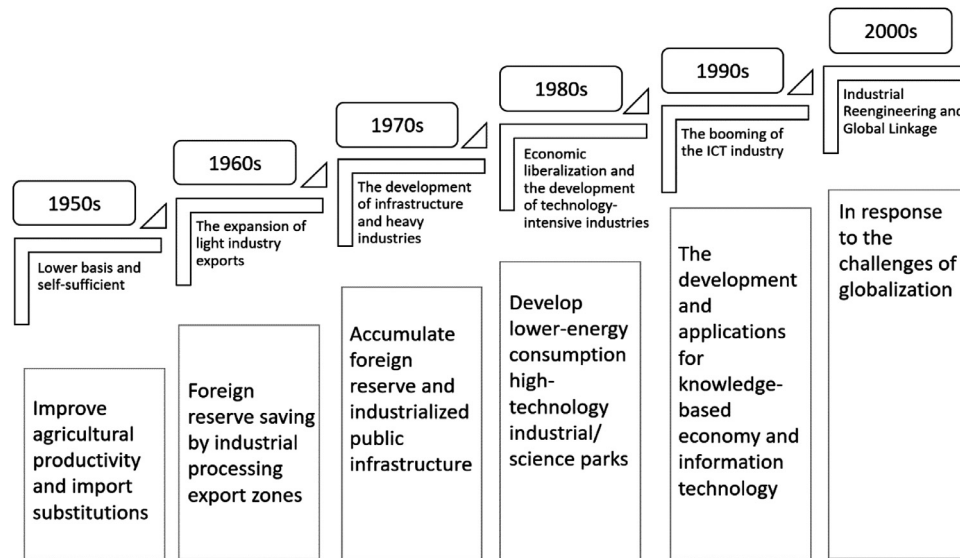 1950s
Lower basis and
self-sufficient
Improve
agricultural
productivity
and import
substitutions
1960s
The expansion of
light industry
exports
Foreign
reserve saving
by industrial
processing
export zones
1970s
The development
of infrastructure
and heavy
industries
Accumulate
foreign
reserve and
industrialized
public
infrastructure
1980s
Economic
liberalization and
the development
of technology-
intensive industries
Develop
lower-energy
consumption
high-
technology
industrial/
science parks
1990s
The booming of
the ICT industry
The
development
and
applications
for
knowledge-
based
economy and
information
technology
2000s
Industrial
Reengineering and
Global Linkage
In response
to the
challenges of
globalization